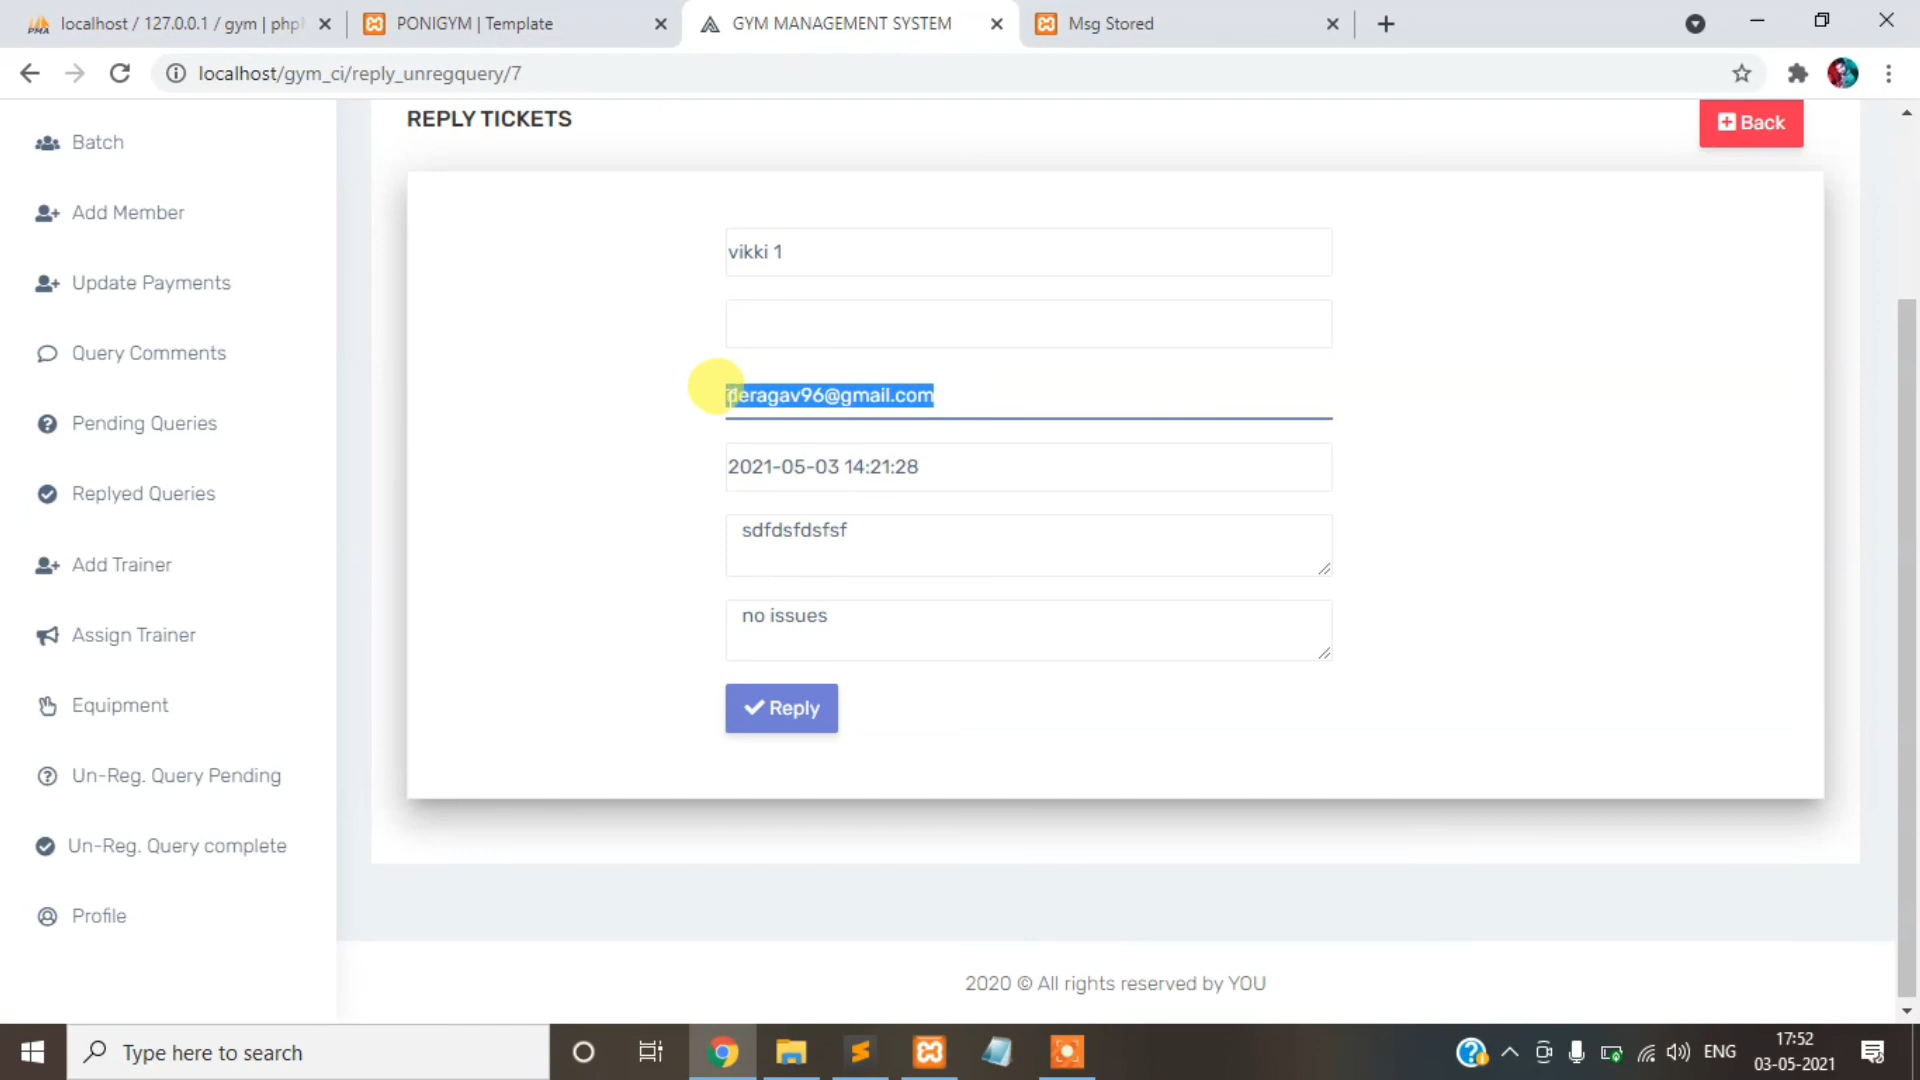 localhost / 127.0.0.1 / gym | php
PONIGYM | Template
GYM MANAGEMENT SYSTEM
Msg Stored
localhost/gym_ci/reply_unregquery/7
Batch
Add Member
Update Payments
Query Comments
Pending Queries
Replyed Queries
Add Trainer
Assign Trainer
Equipment
Un-Reg. Query Pending
Un-Reg. Query complete
Profile
REPLY TICKETS
Back
vikki 1
2021-05-03 14:21:28
sdfdsfdsfsf
no issues
Reply
2020 © All rights reserved by YOU
Type here to search
ENG
17:52
03-05-2021